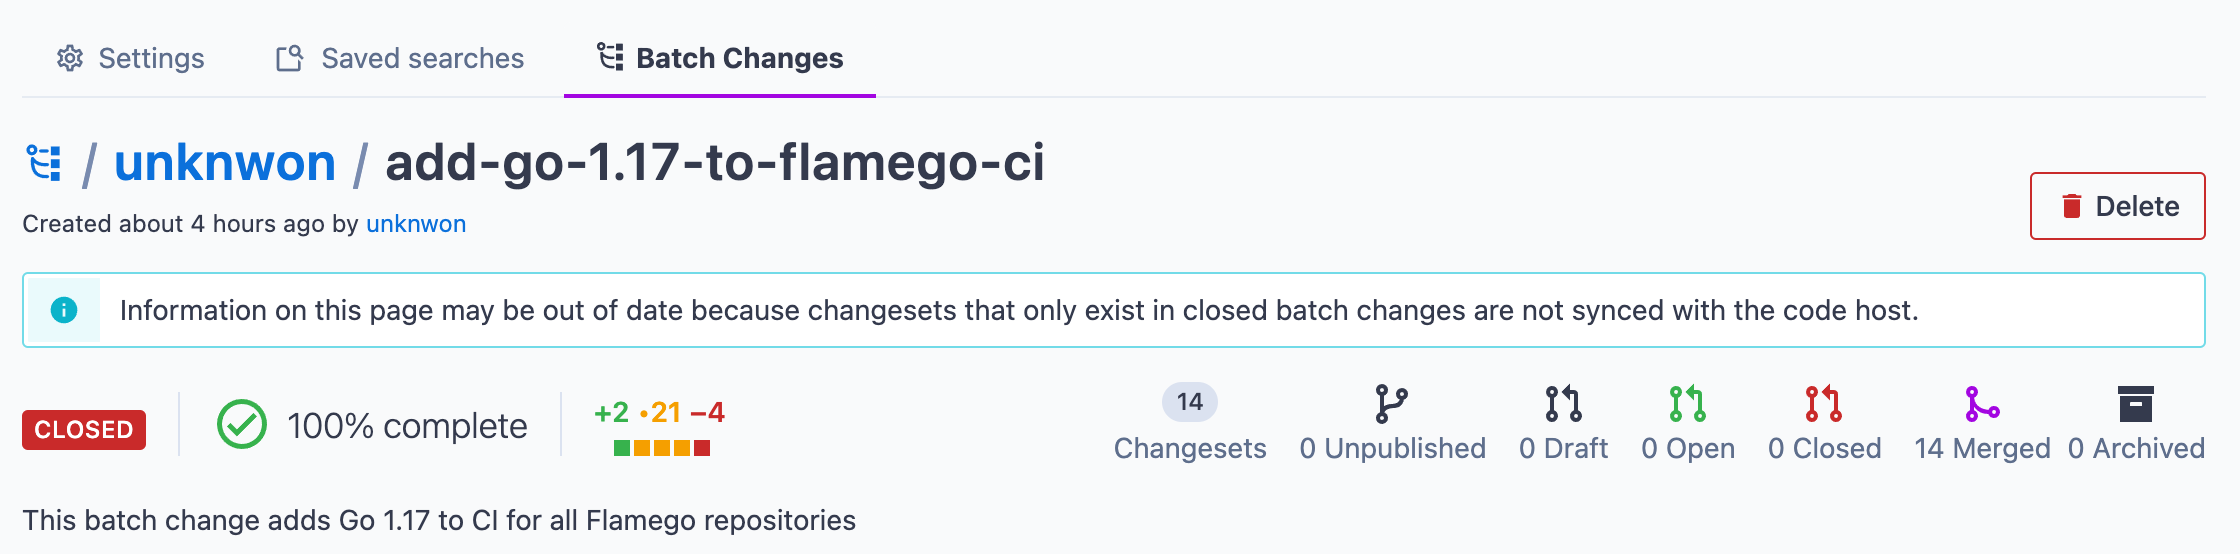 Settings Saved searches Batch Changes
/ unknwon / add-go-1.17-to-flamego-ci
Created about 4 hours ago by unknwon
Delete
Information on this page may be out of date because changesets that only exist in closed batch changes are not synced with the code host.
CLOSED
100% complete
+2 •21 −4
14
Changesets
0 Unpublished
0 Draft
0 Open
0 Closed
14 Merged
0 Archived
This batch change adds Go 1.17 to CI for all Flamego repositories